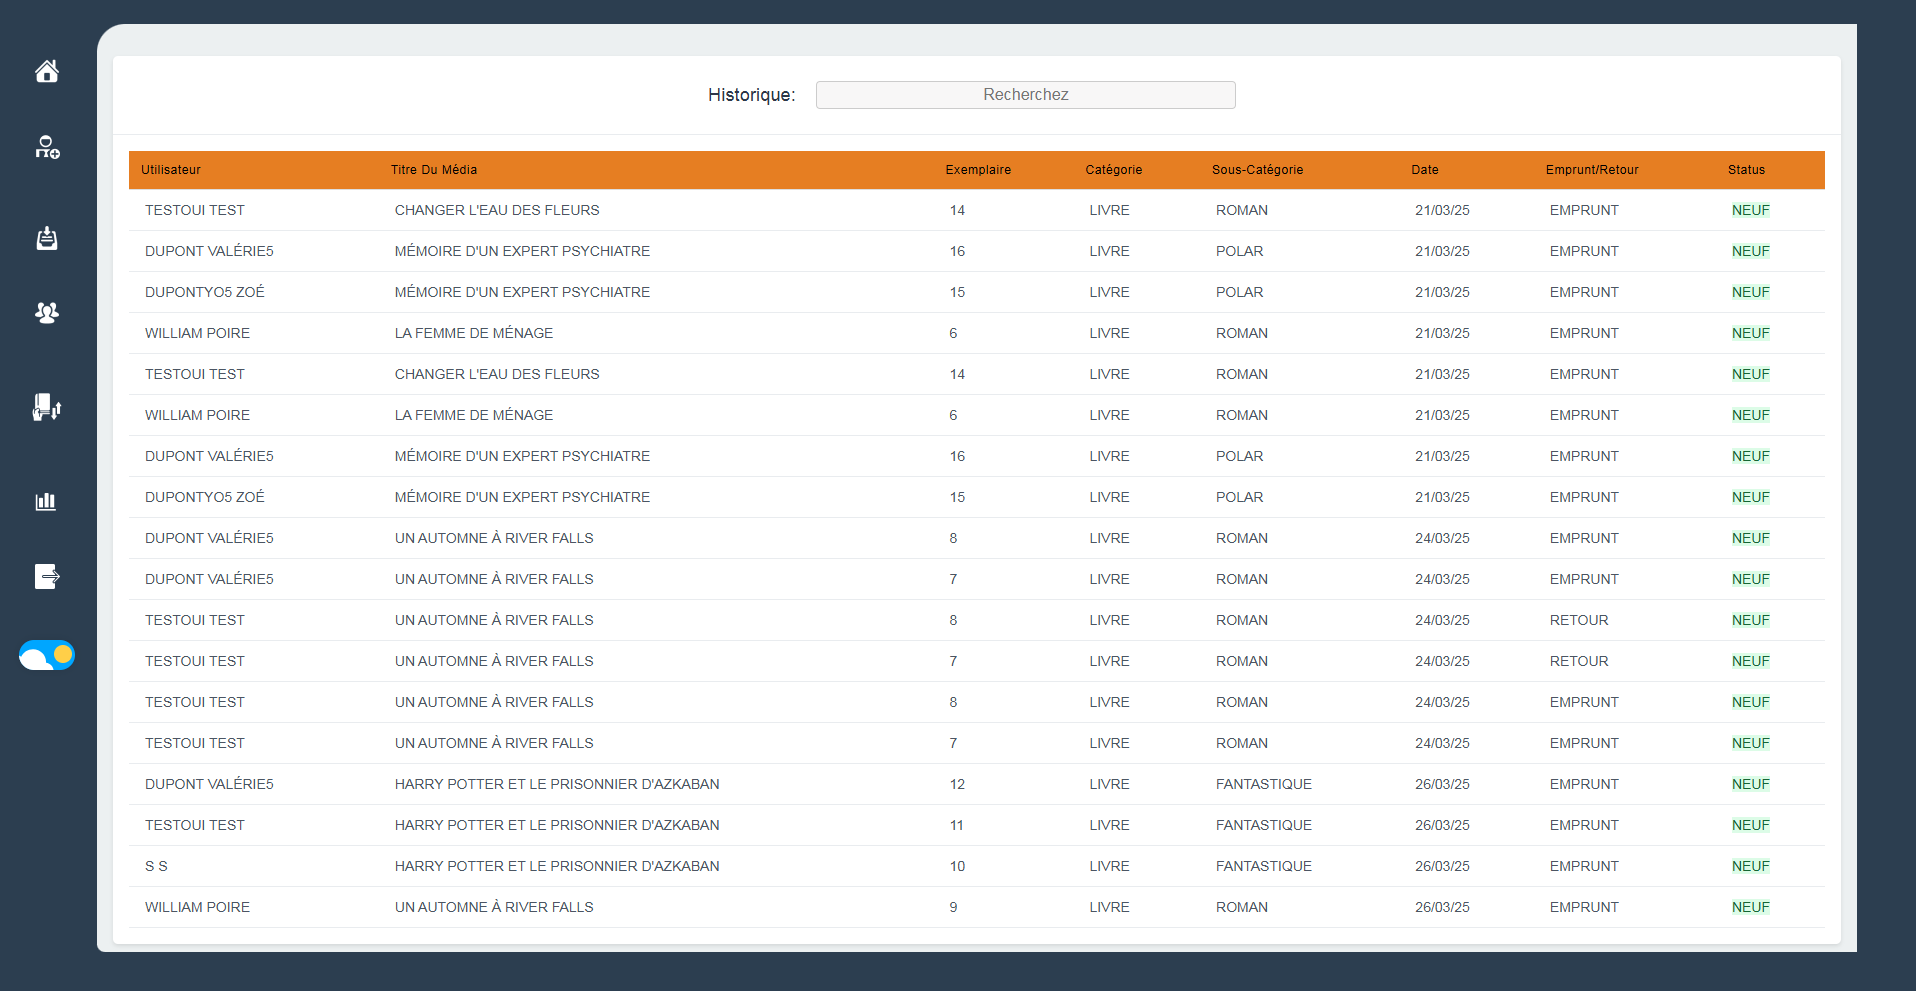 Historique: Recherchez
Utilisateur Titre Du Média Exemplaire Catégorie Sous-Catégorie Date Emprunt/Retour Status
TESTOUI TEST CHANGER L'EAU DES FLEURS 14 LIVRE ROMAN 21/03/25 EMPRUNT NEUF
DUPONT VALÉRIE5 MÉMOIRE D'UN EXPERT PSYCHIATRE 16 LIVRE POLAR 21/03/25 EMPRUNT NEUF
DUPONTYO5 ZOÉ MÉMOIRE D'UN EXPERT PSYCHIATRE 15 LIVRE POLAR 21/03/25 EMPRUNT NEUF
WILLIAM POIRE LA FEMME DE MÉNAGE 6 LIVRE ROMAN 21/03/25 EMPRUNT NEUF
TESTOUI TEST CHANGER L'EAU DES FLEURS 14 LIVRE ROMAN 21/03/25 EMPRUNT NEUF
WILLIAM POIRE LA FEMME DE MÉNAGE 6 LIVRE ROMAN 21/03/25 EMPRUNT NEUF
DUPONT VALÉRIE5 MÉMOIRE D'UN EXPERT PSYCHIATRE 16 LIVRE POLAR 21/03/25 EMPRUNT NEUF
DUPONTYO5 ZOÉ MÉMOIRE D'UN EXPERT PSYCHIATRE 15 LIVRE POLAR 21/03/25 EMPRUNT NEUF
DUPONT VALÉRIE5 UN AUTOMNE À RIVER FALLS 8 LIVRE ROMAN 24/03/25 EMPRUNT NEUF
DUPONT VALÉRIE5 UN AUTOMNE À RIVER FALLS 7 LIVRE ROMAN 24/03/25 EMPRUNT NEUF
TESTOUI TEST UN AUTOMNE À RIVER FALLS 8 LIVRE ROMAN 24/03/25 RETOUR NEUF
TESTOUI TEST UN AUTOMNE À RIVER FALLS 7 LIVRE ROMAN 24/03/25 RETOUR NEUF
TESTOUI TEST UN AUTOMNE À RIVER FALLS 8 LIVRE ROMAN 24/03/25 EMPRUNT NEUF
TESTOUI TEST UN AUTOMNE À RIVER FALLS 7 LIVRE ROMAN 24/03/25 EMPRUNT NEUF
DUPONT VALÉRIE5 HARRY POTTER ET LE PRISONNIER D'AZKABAN 12 LIVRE FANTASTIQUE 26/03/25 EMPRUNT NEUF
TESTOUI TEST HARRY POTTER ET LE PRISONNIER D'AZKABAN 11 LIVRE FANTASTIQUE 26/03/25 EMPRUNT NEUF
S S HARRY POTTER ET LE PRISONNIER D'AZKABAN 10 LIVRE FANTASTIQUE 26/03/25 EMPRUNT NEUF
WILLIAM POIRE UN AUTOMNE À RIVER FALLS 9 LIVRE ROMAN 26/03/25 EMPRUNT NEUF